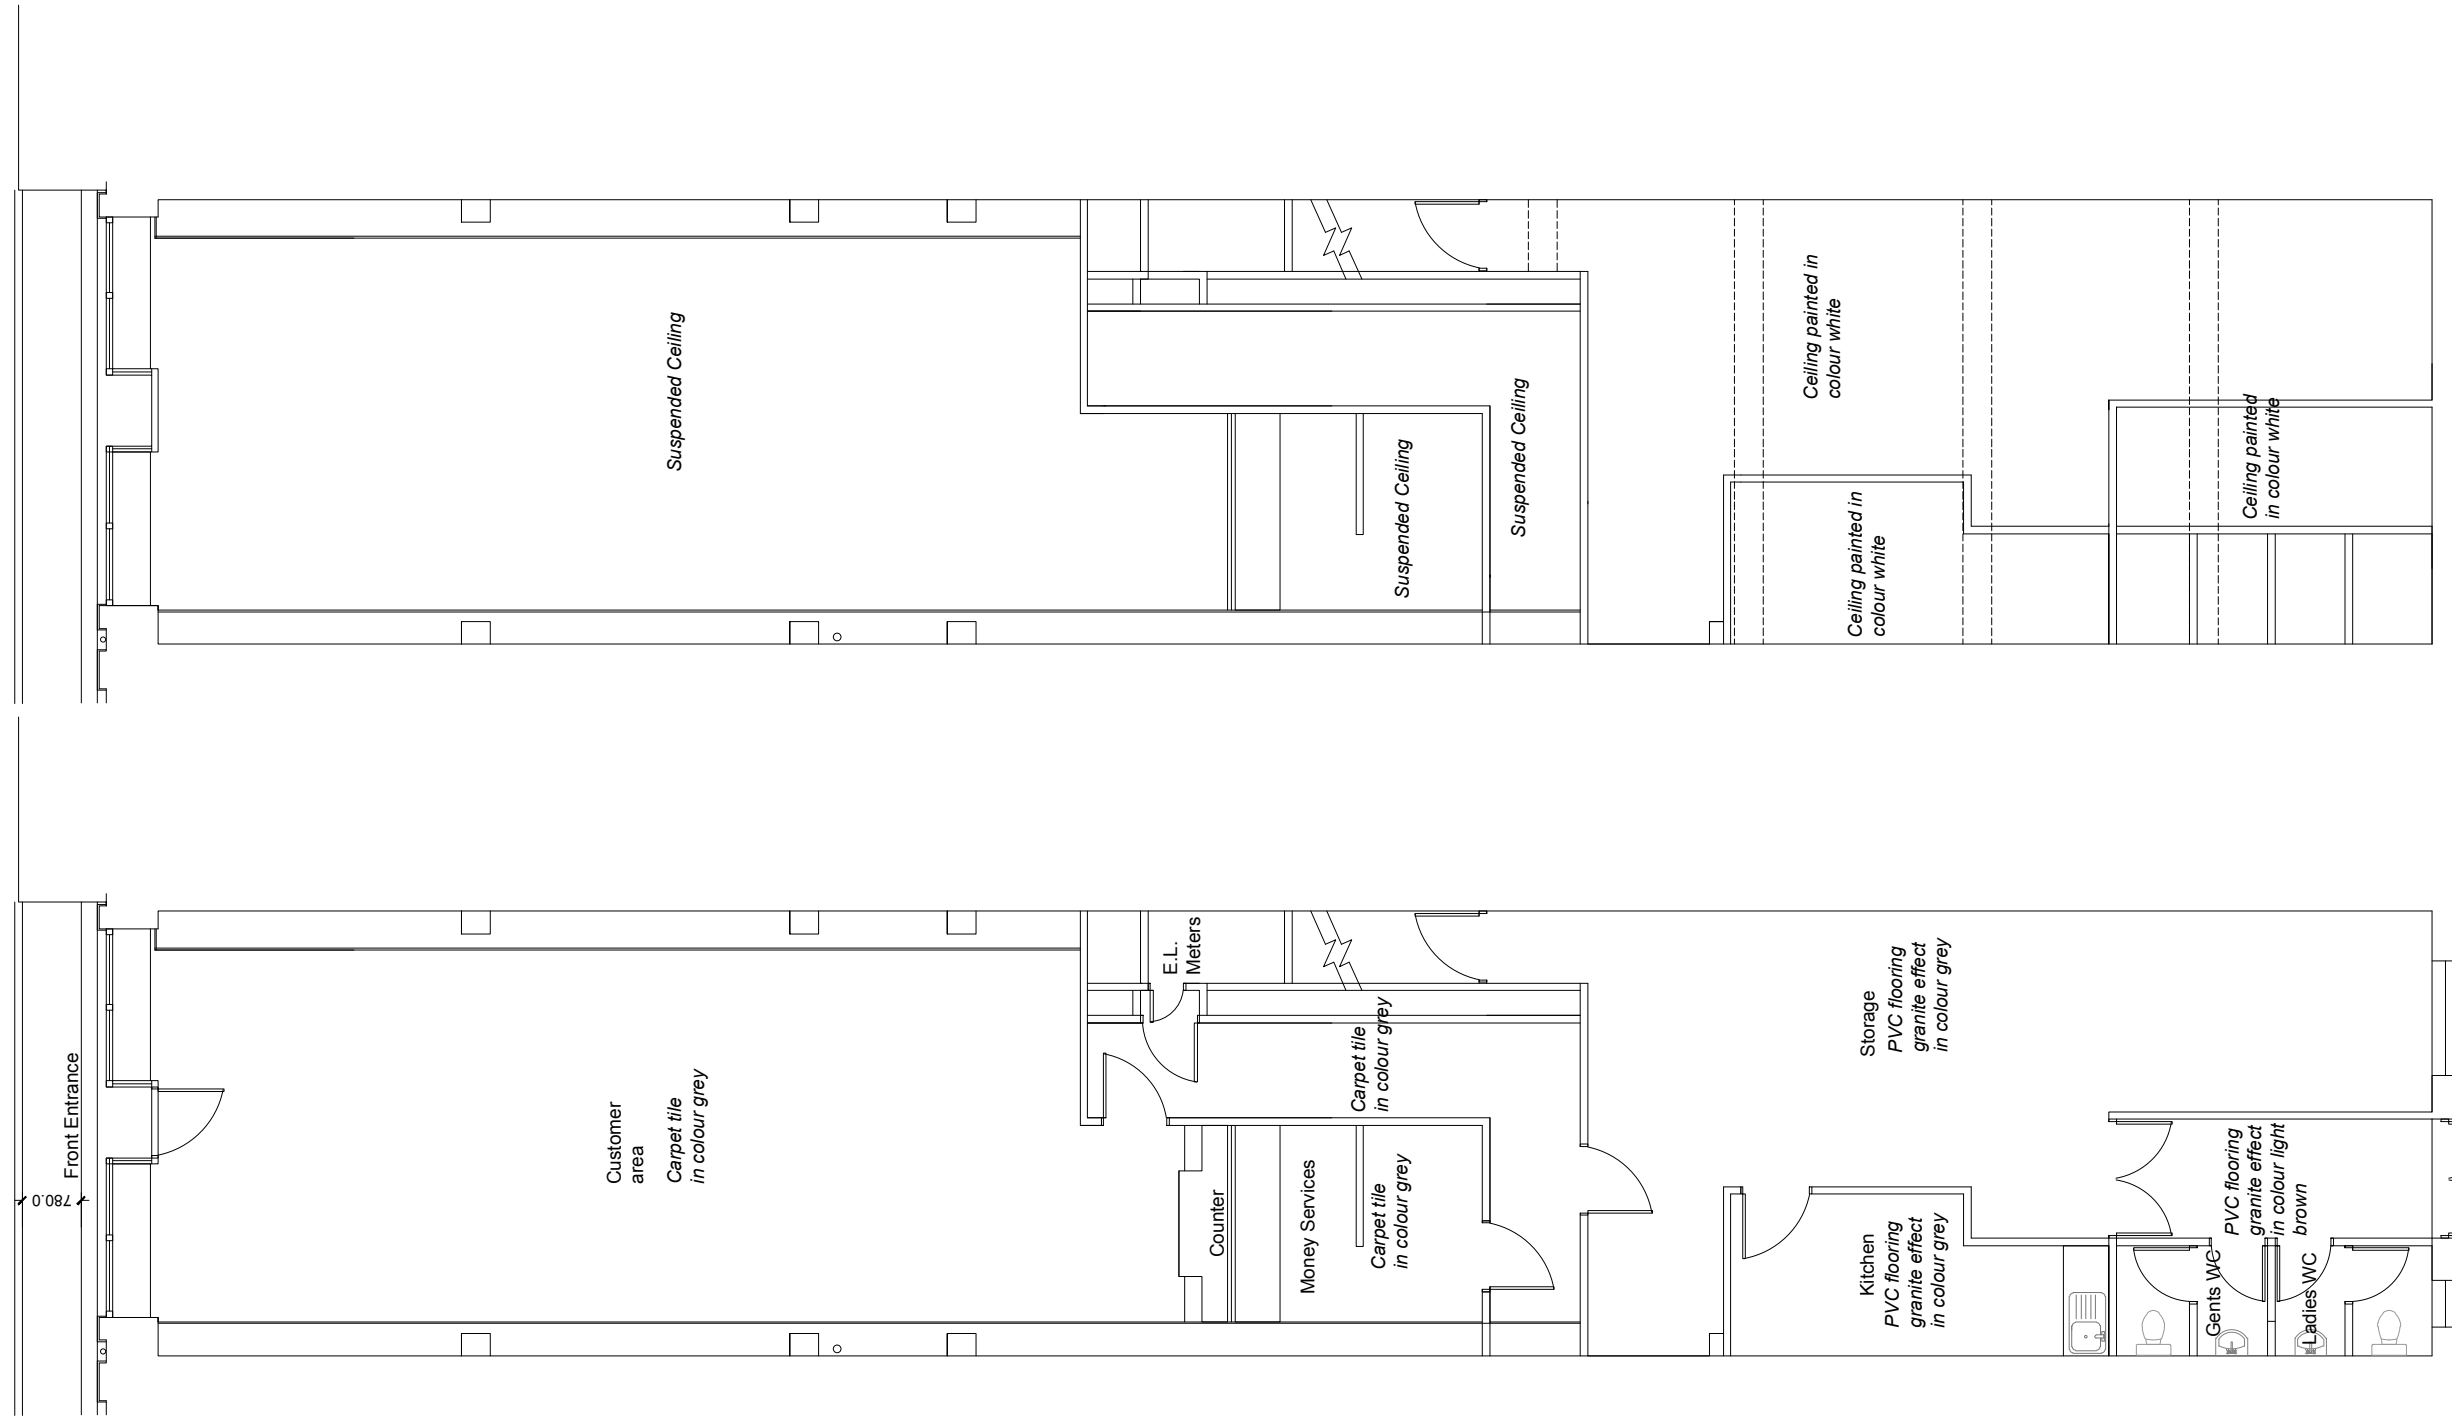 Suspended Ceiling
Suspended Ceiling
Suspended Ceiling
Ceiling painted in
colour white
Ceiling painted in
colour white
Ceiling painted
in colour white
780.0
Front Entrance
Customer
area
Carpet tile
in colour grey
E.L.
Meters
Counter
Money Services
Carpet tile
in colour grey
Carpet tile
in colour grey
Storage
PVC flooring
granite effect
in colour grey
Kitchen
PVC flooring
granite effect
in colour grey
PVC flooring
granite effect
in colour light
brown
Gents WC
Ladies WC